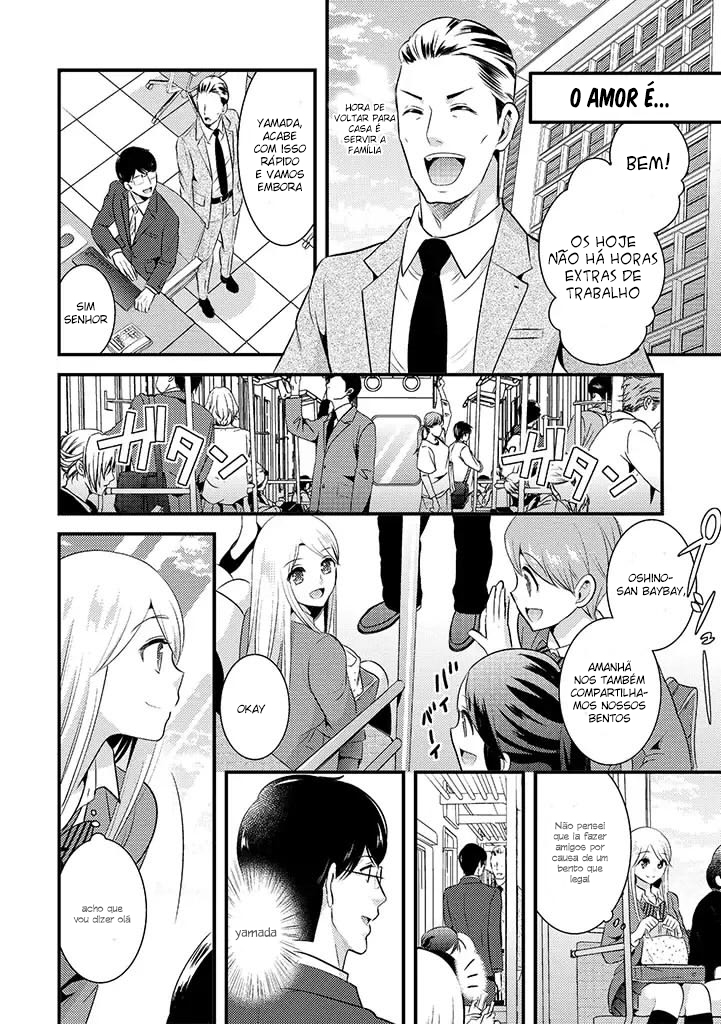 O AMOR É...
BEM!
OS HOJE
NÃO HÁ HORAS
EXTRAS DE
TRABALHO
HORA DE
VOLTAR PARA
CASA É
SERVIR A
FAMÍLIA
YAMADA,
ACABE
COM ISSO
RÁPIDO
E VAMOS
EMBORA
SIM
SENHOR
ガタン
ガタン
OSHINO-
SAN BAYBAY,
AMANHÃ
NOS TAMBÉM
COMPARTILHA-
MOS NOSSOS
BENTOS
バーイ
OKAY
Não pensei
que ia fazer
amigos por
causa de um
bento que
legal
yamada
acho que
vou dizer olá